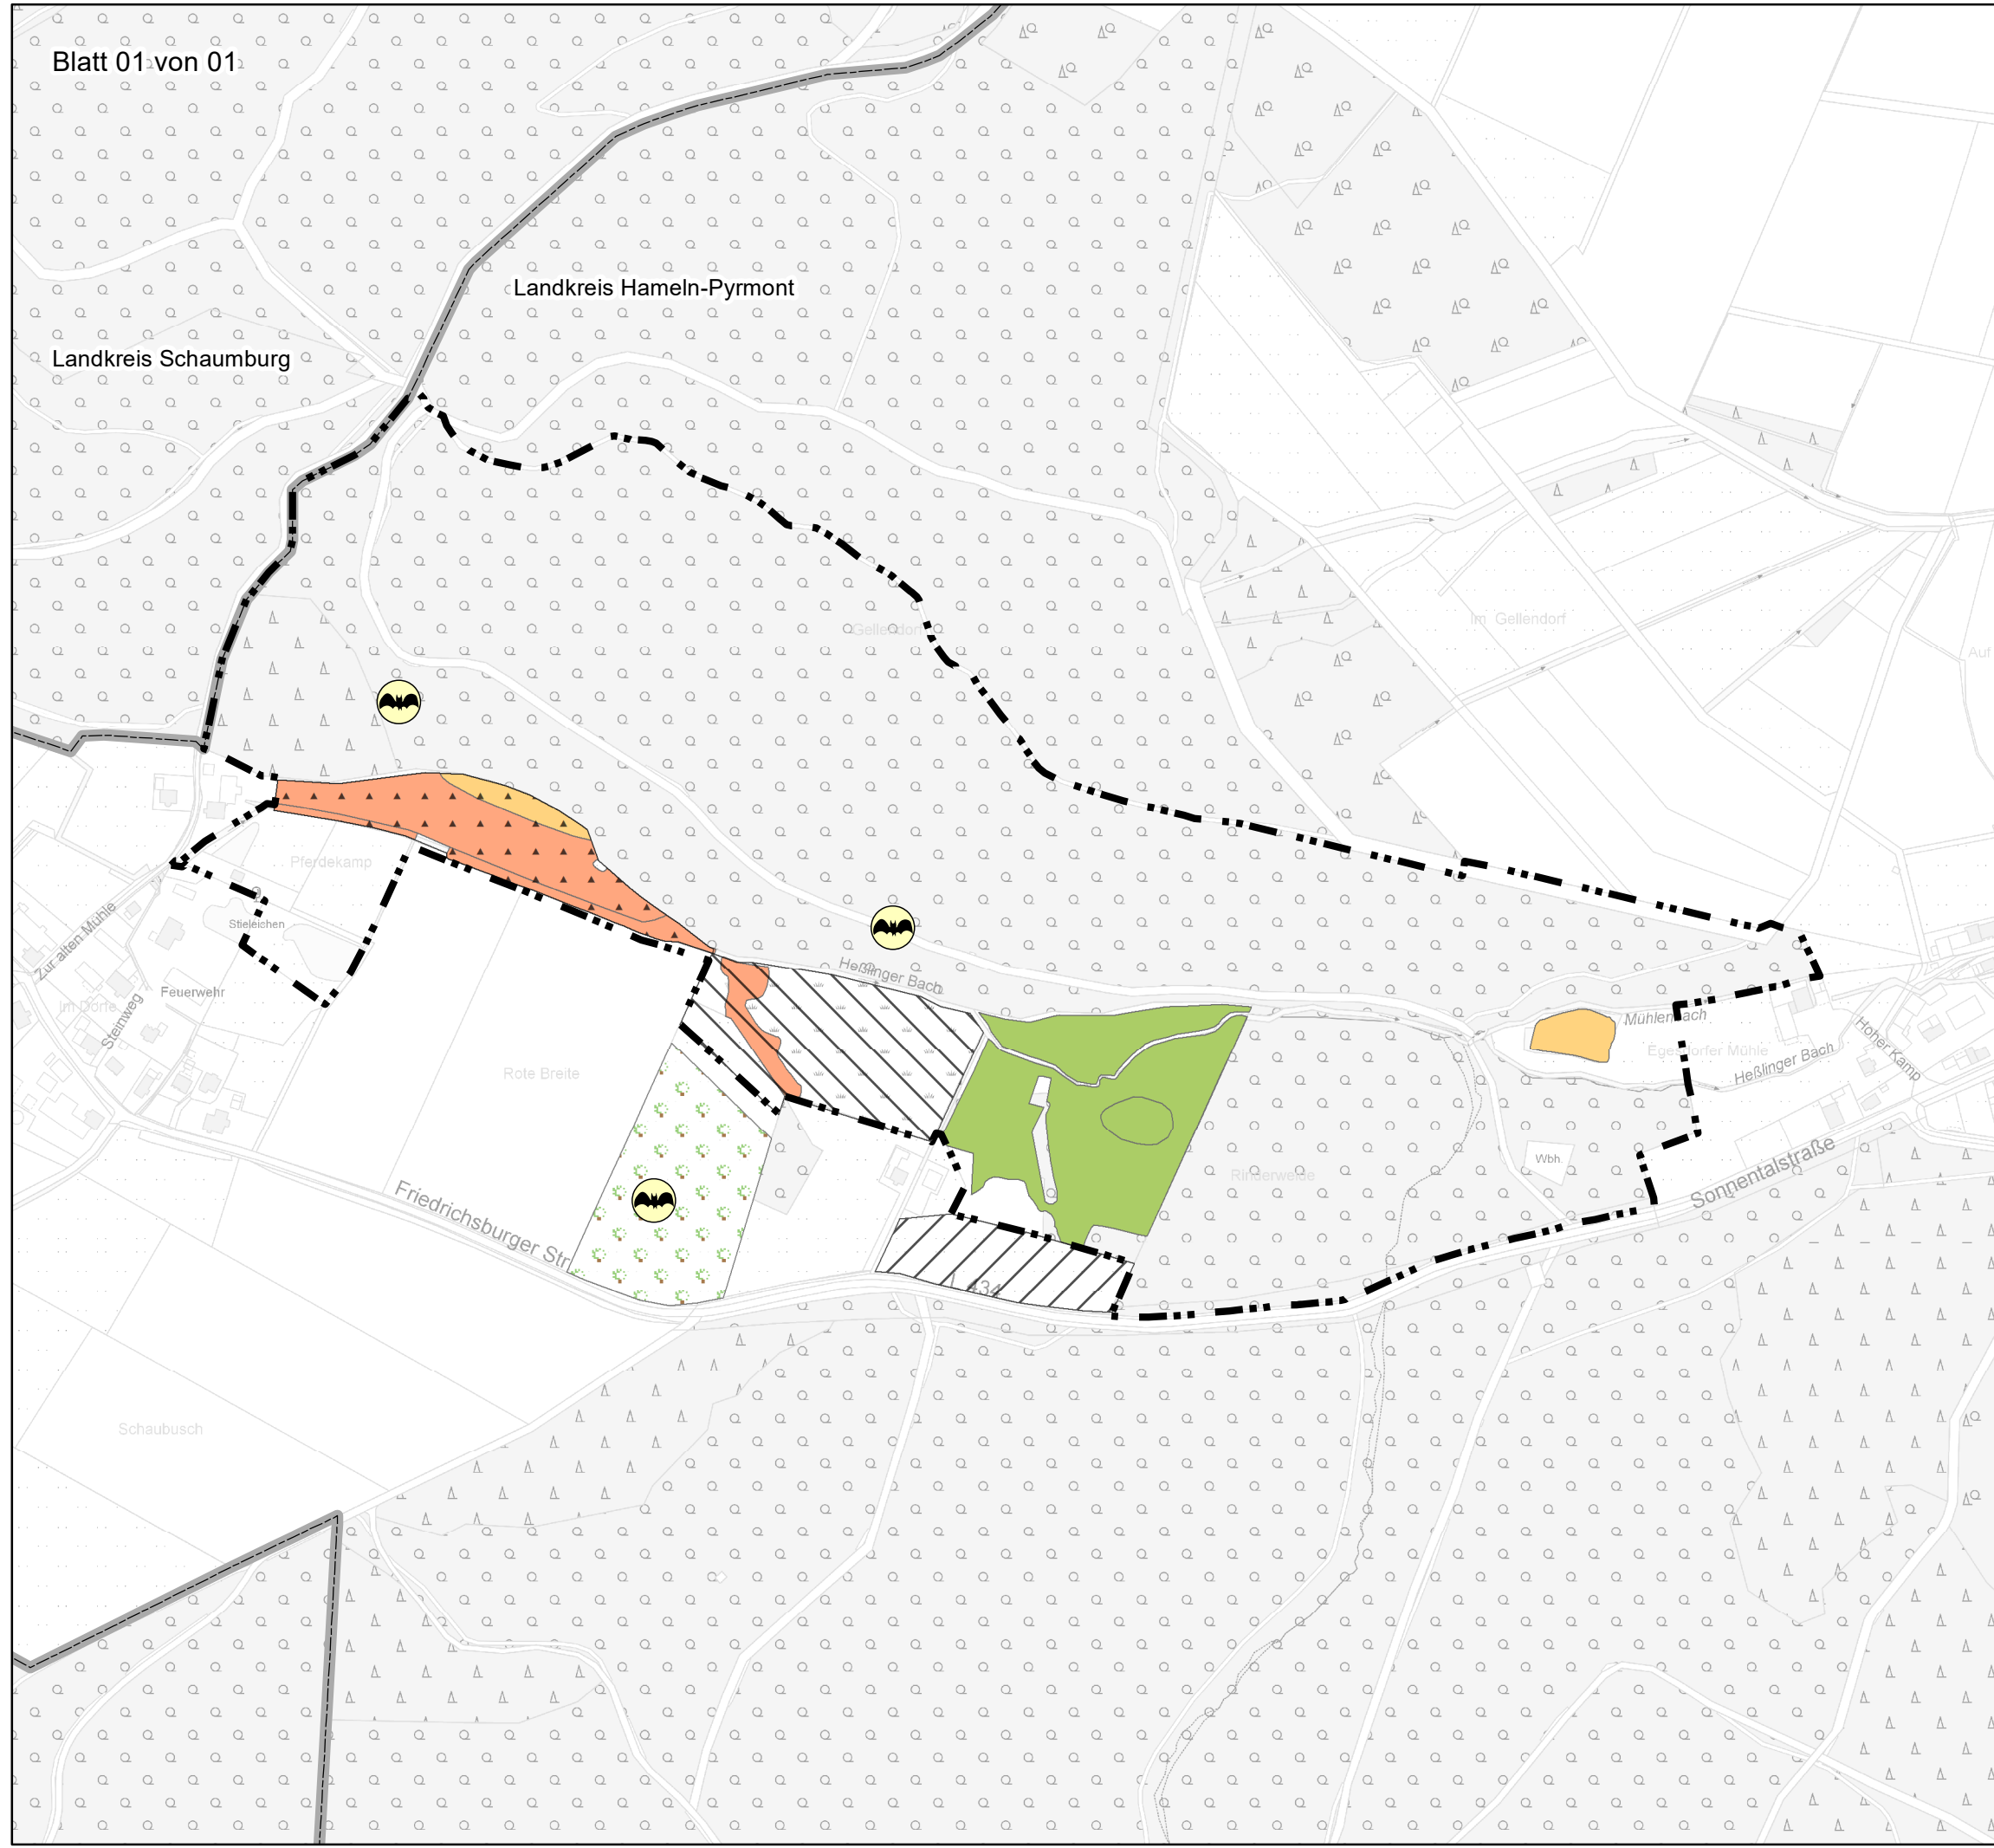 Blatt 01 von 01
Landkreis Hameln-Pyrmont
Landkreis Schaumburg
Gellendorf
Im Gellendorf
Auf
Pferdekamp
Stieleichen
Zur alten Mühle
Feuerwehr
Im Dorfe
Steinweg
Heßlinger Bach
Mühlenbach
Egesdorfer Mühle
Heßlinger Bach
Hoher Kamp
Rote Breite
Rinderweide
Wbh.
Sonnentalstraße
Friedrichsburger Str
L 434
Schaubusch